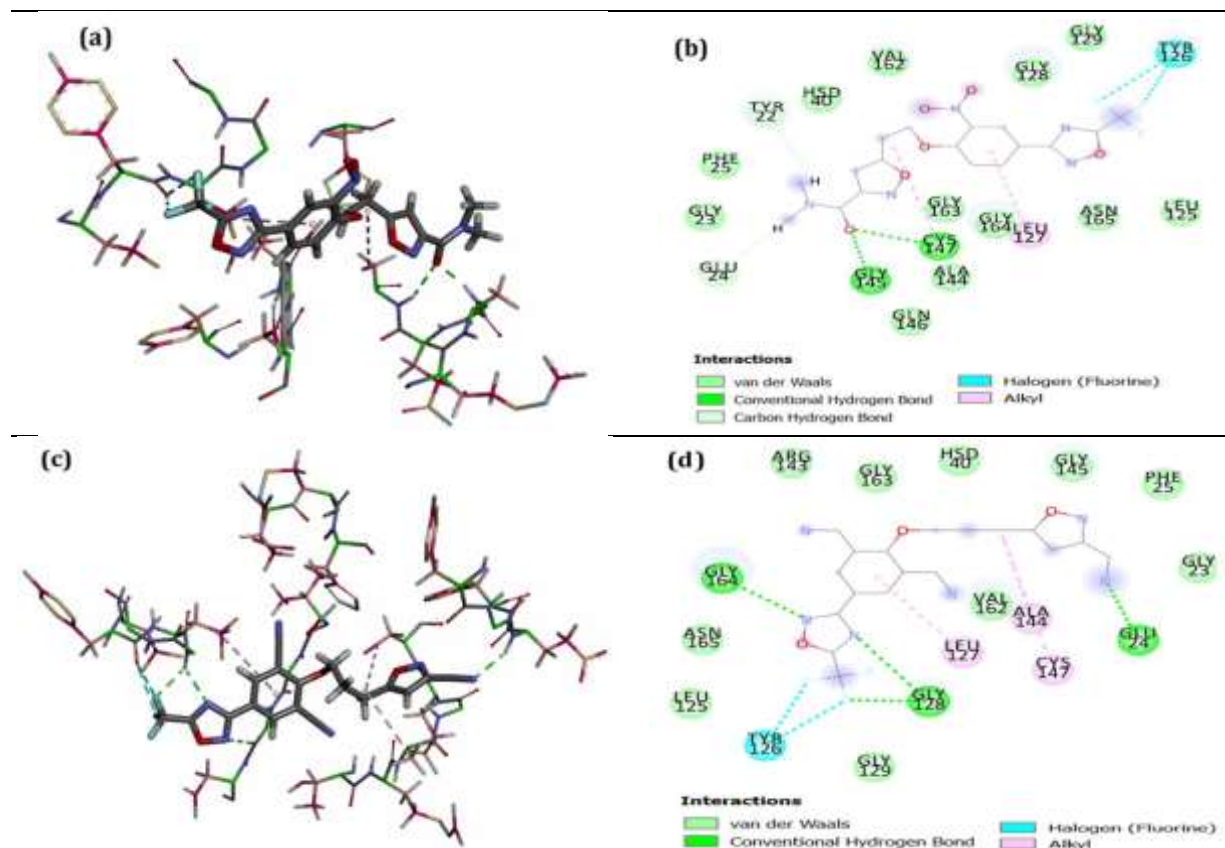 (a)
(b)
GLY
129
TYR
126
VAL
162
GLY
128
HSD
40
TYR
22
O
O
N
N
O
PHE
25
H
N
O
N
N
O
GLY
23
GLY
163
GLY
164
LEU
127
ASN
165
LEU
125
H
O
CYS
147
GLU
24
GLY
145
ALA
144
GLN
146
Interactions
van der Waals
Conventional Hydrogen Bond
Carbon Hydrogen Bond
Halogen (Fluorine)
Alkyl
(c)
(d)
ARG
143
GLY
163
HSD
40
GLY
145
PHE
25
N
O
O
N
GLY
164
GLY
23
N
VAL
162
ALA
144
N
GLU
24
ASN
165
N
O
N
LEU
127
CYS
147
LEU
125
GLY
128
TYR
126
GLY
129
Interactions
van der Waals
Conventional Hydrogen Bond
Halogen (Fluorine)
Alkyl